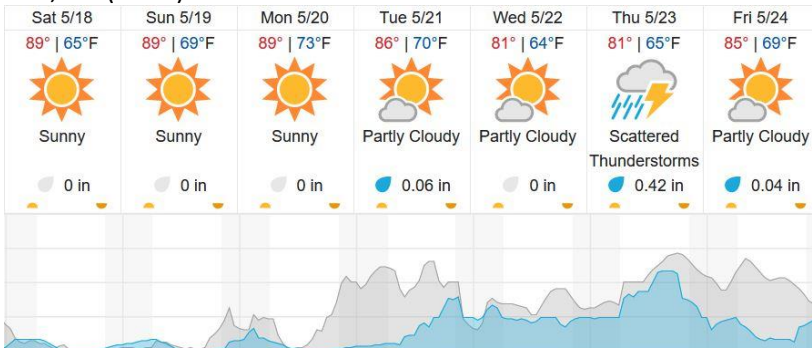 Sat 5/18 Sun 5/19 Mon 5/20 Tue 5/21 Wed 5/22 Thu 5/23 Fri 5/24
89° | 65°F 89° | 69°F 89° | 73°F 86° | 70°F 81° | 64°F 81° | 65°F 85° | 69°F
Sunny Sunny Sunny Partly Cloudy Partly Cloudy Scattered Partly Cloudy
Thunderstorms
0 in 0 in 0 in 0.06 in 0 in 0.42 in 0.04 in